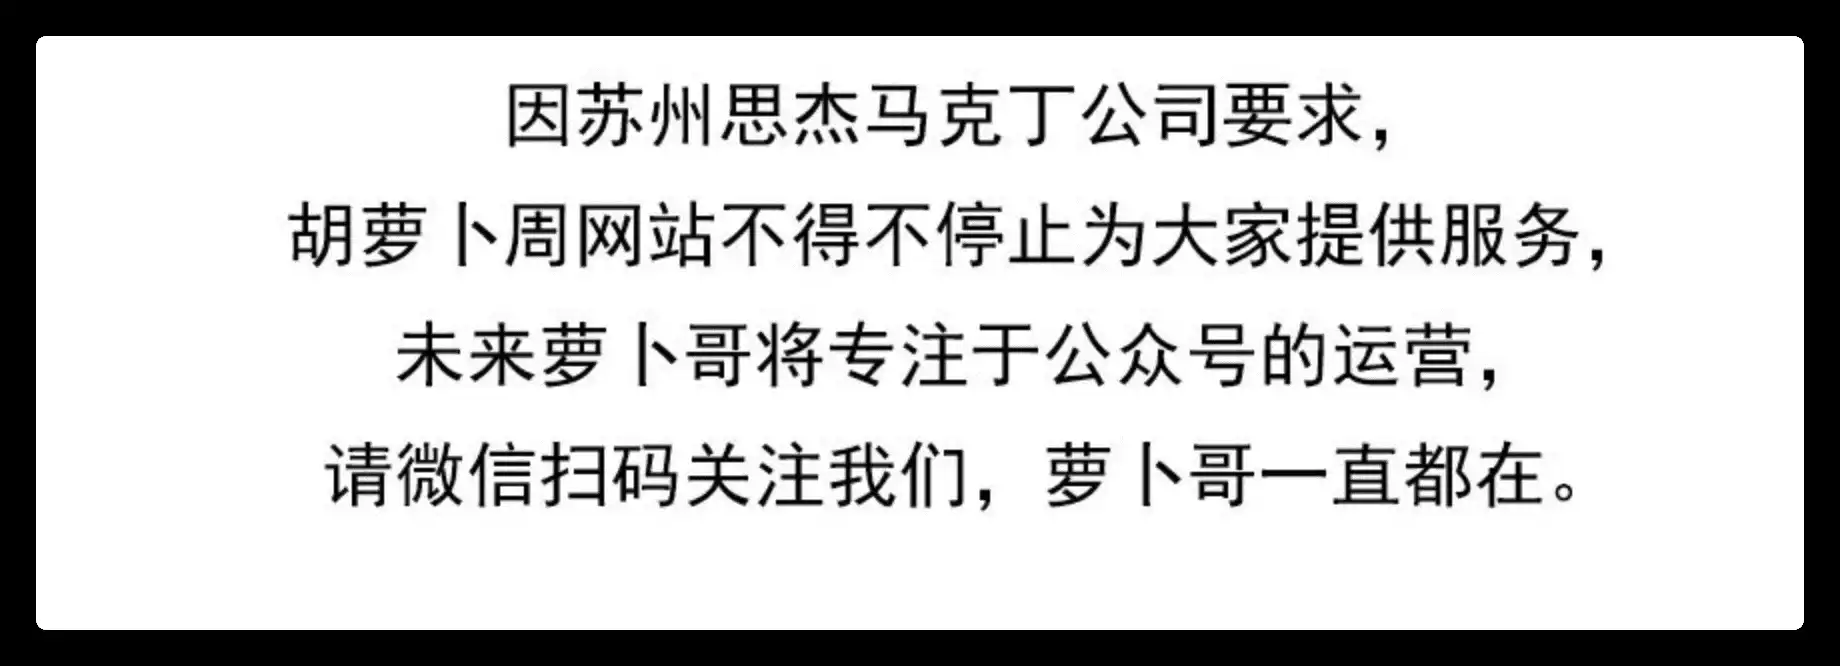 因苏州思杰马克丁公司要求，
胡萝卜周网站不得不停止为大家提供服务，
未来萝卜哥将专注于公众号的运营，
请微信扫码关注我们，萝卜哥一直都在。